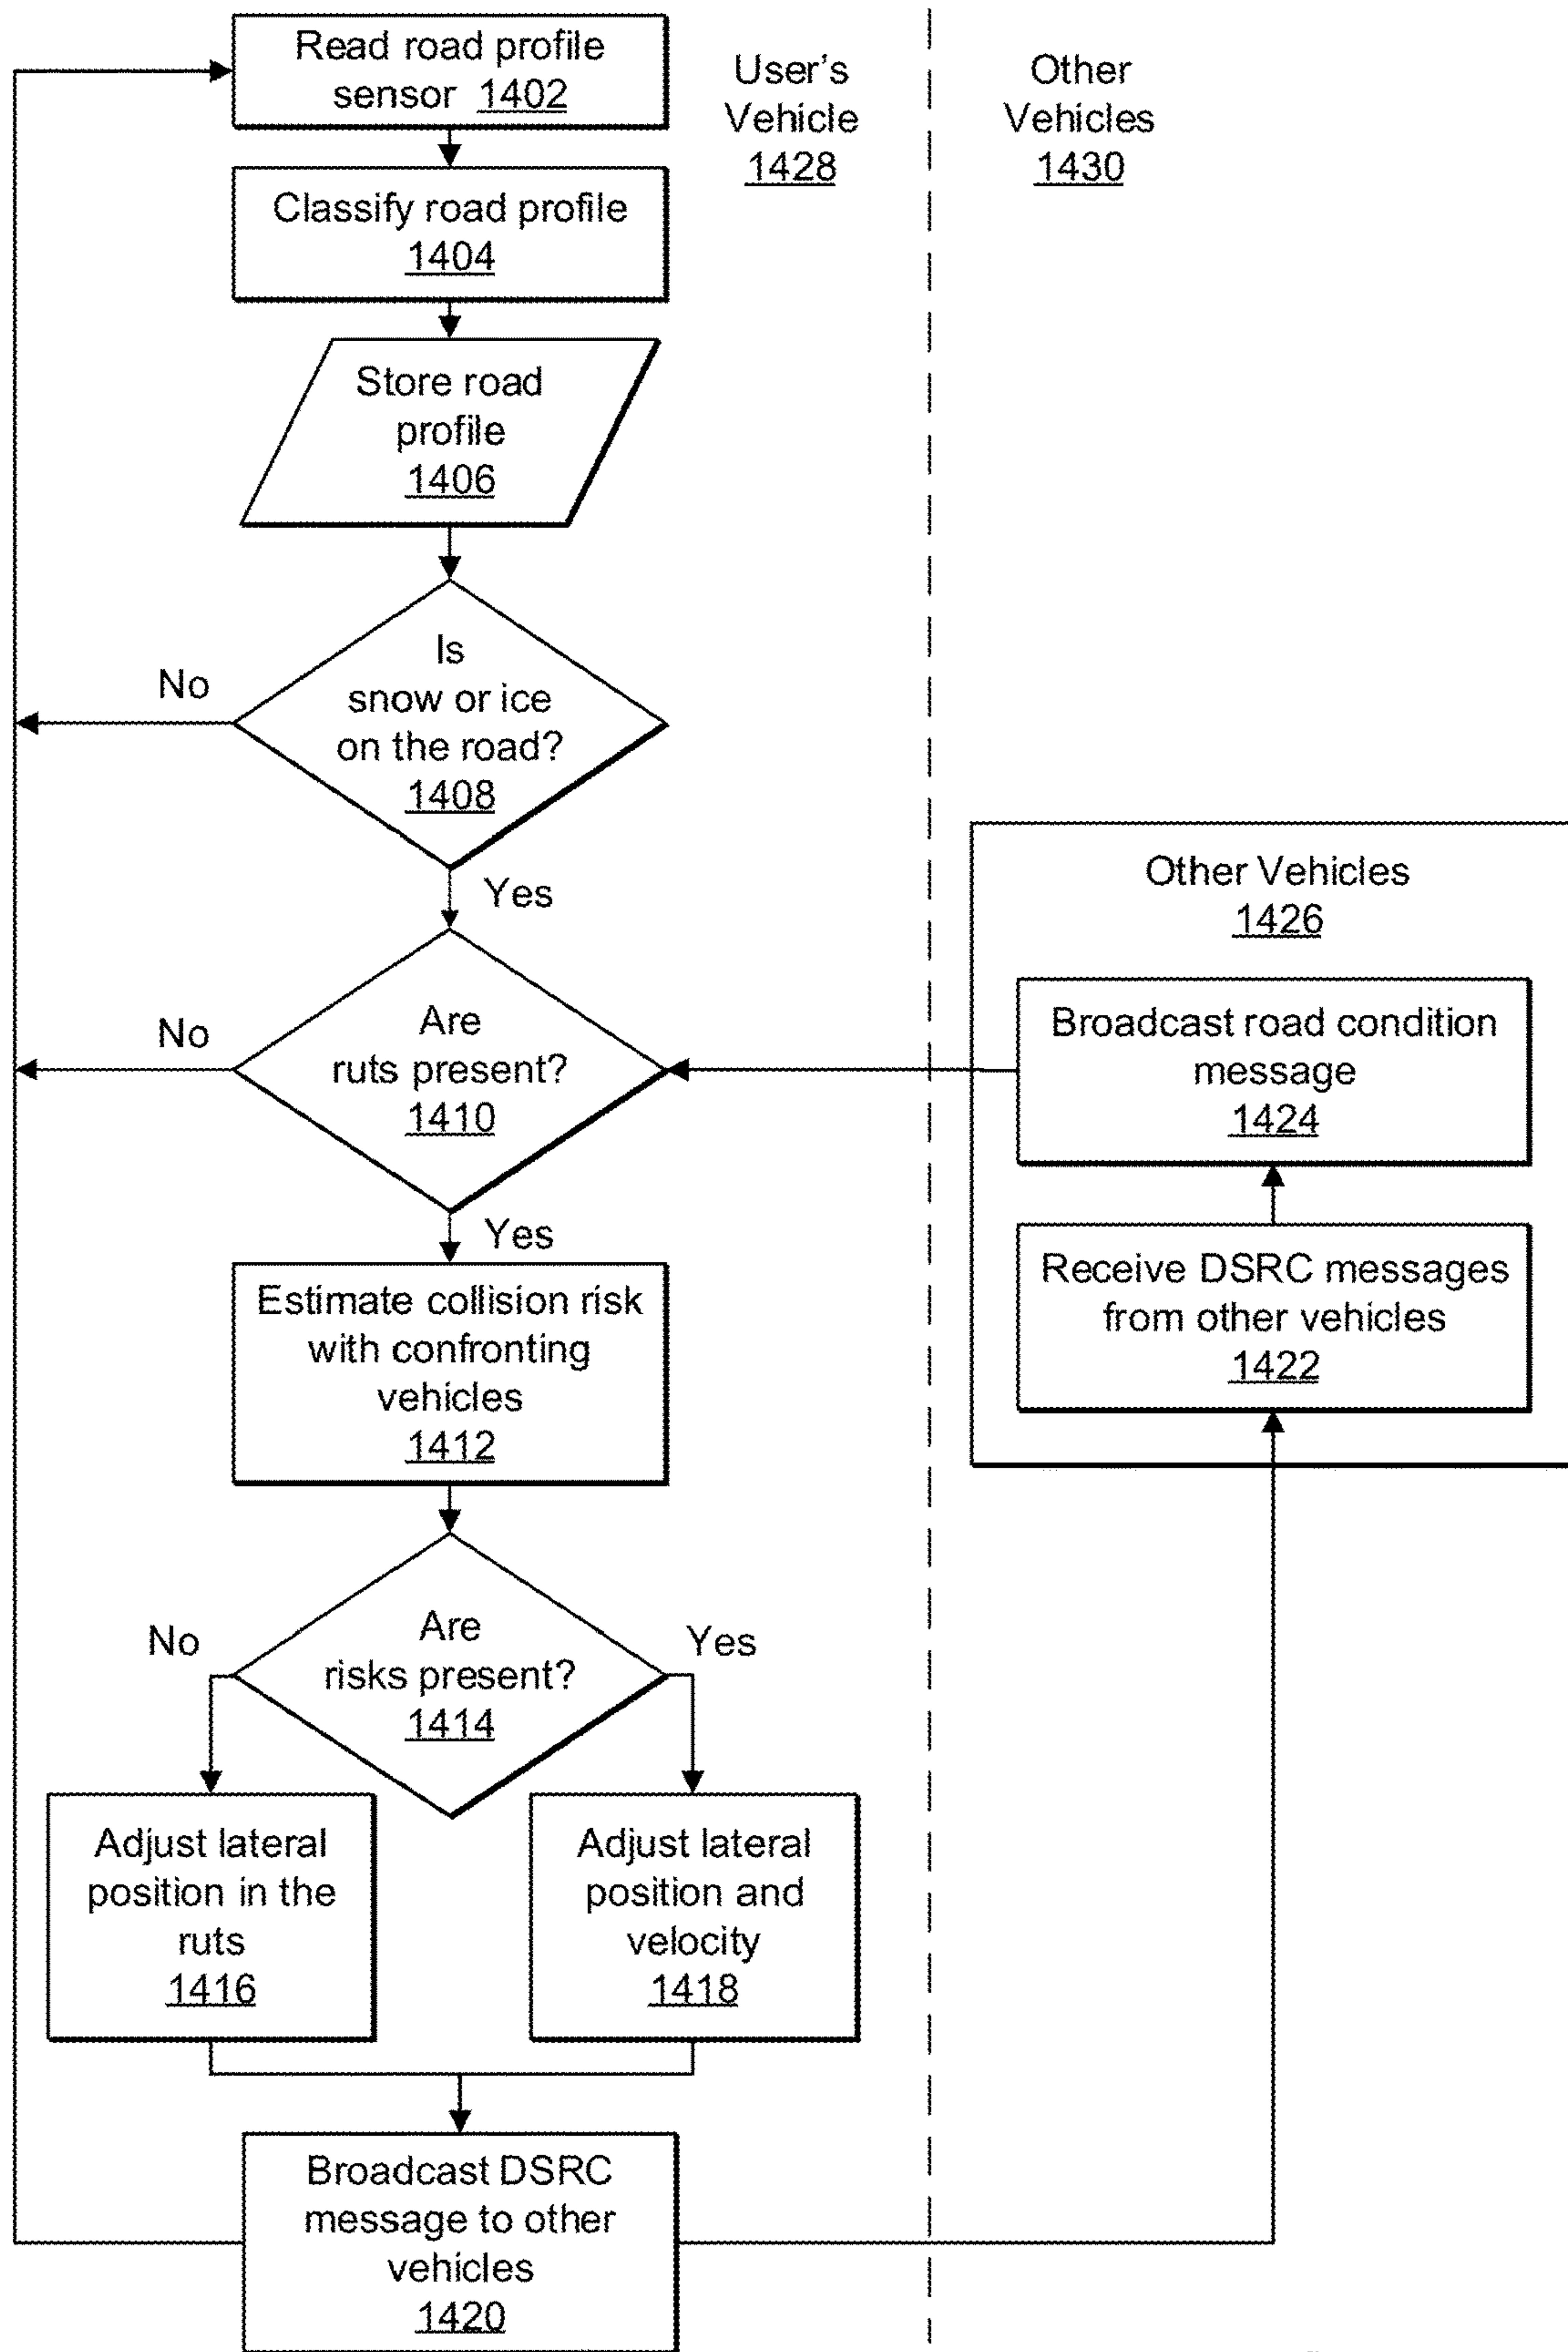 Read road profile
sensor 1402
User's
Vehicle
1428
Other
Vehicles
1430
Classify road profile
1404
Store road
profile
1406
Is
snow or ice
on the road?
1408
No
Yes
Are
ruts present?
1410
No
Yes
Other Vehicles
1426
Broadcast road condition
message
1424
Receive DSRC messages
from other vehicles
1422
Estimate collision risk
with confronting
vehicles
1412
Are
risks present?
1414
No
Yes
Adjust lateral
position in the
ruts
1416
Adjust lateral
position and
velocity
1418
Broadcast DSRC
message to other
vehicles
1420